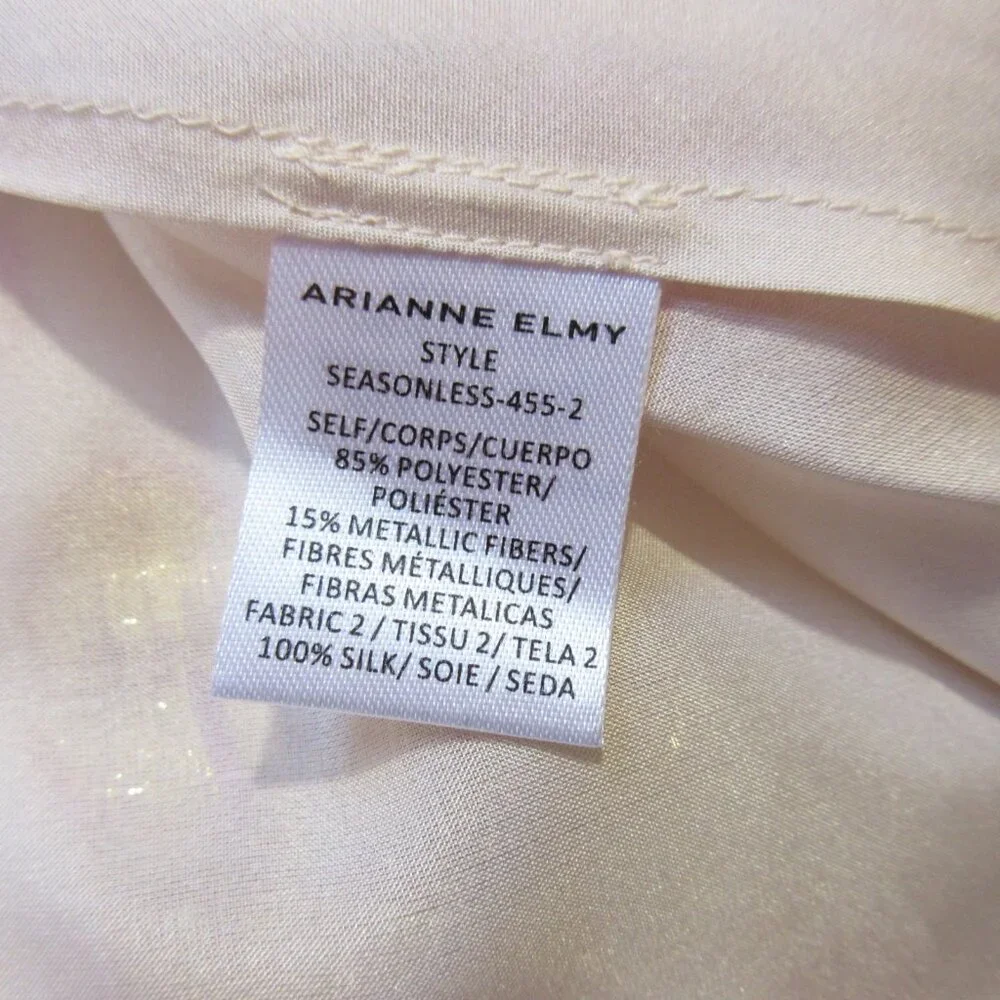 ARIANNE ELMY
STYLE
SEASONLESS-455-2
SELF/CORPS/CUERPO
85% POLYESTER/
POLIÉSTER
15% METALLIC FIBERS/
FIBRES MÉTALLIQUES/
FIBRAS METALICAS
FABRIC 2 / TISSU 2/ TELA 2
100% SILK/ SOIE / SEDA